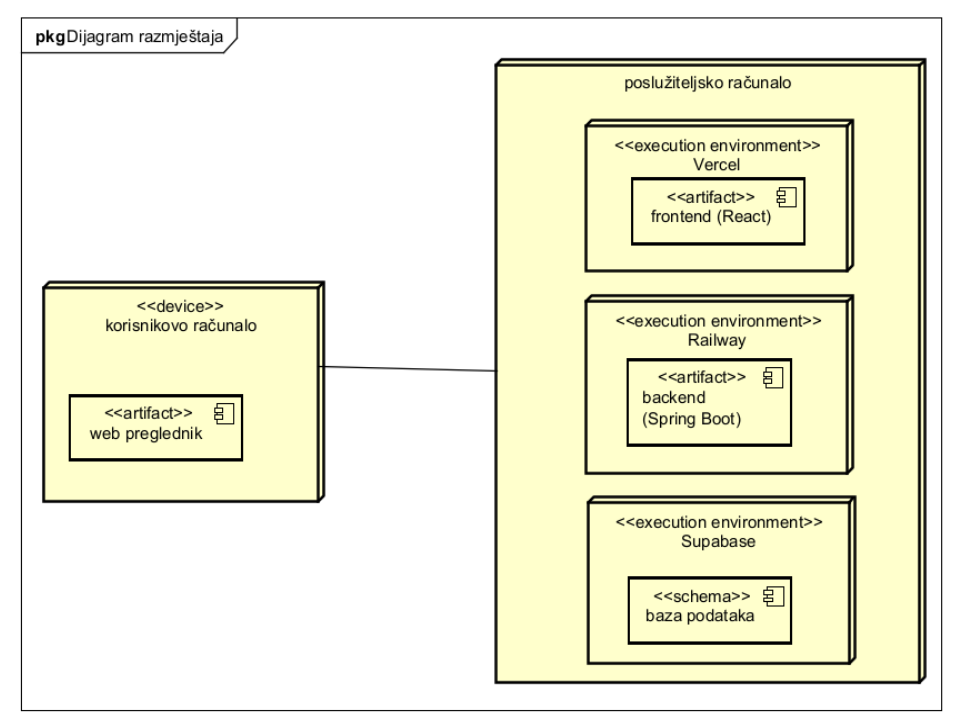 pkgDijagram razmještaja
poslužiteljsko računalo
<<execution environment>>
Vercel
<<artifact>>
frontend (React)
<<device>>
korisnikovo računalo
<<artifact>>
web preglednik
<<execution environment>>
Railway
<<artifact>>
backend
(Spring Boot)
<<execution environment>>
Supabase
<<schema>>
baza podataka